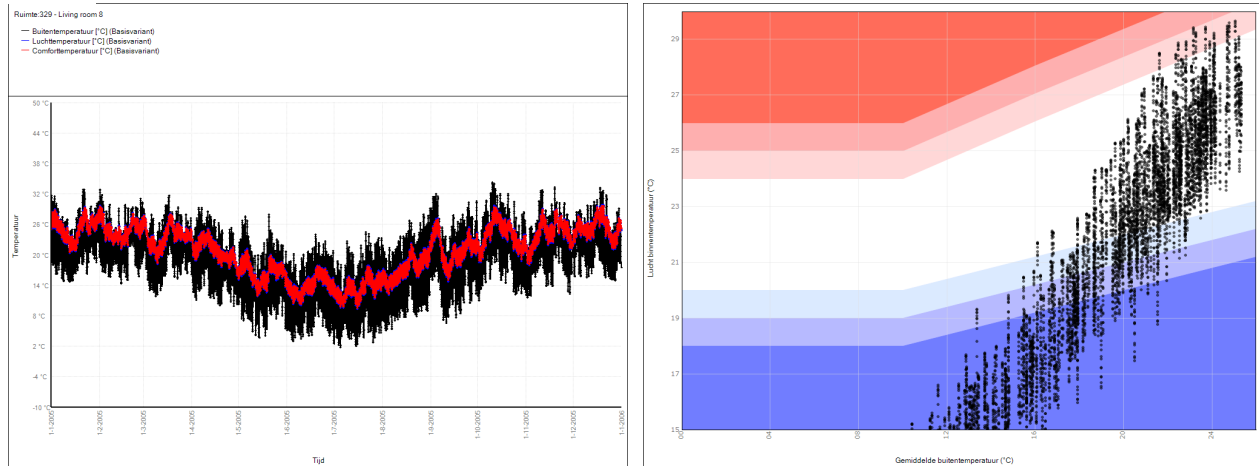 Ruimte:329 - Living room 8
Buitentemperatuur [°C] (Basisvariant)
Luchttemperatuur [°C] (Basisvariant)
Comforttemperatuur [°C] (Basisvariant)
50 °C
44 °C
38 °C
32 °C
26 °C
20 °C
14 °C
8 °C
2 °C
-4 °C
-10 °C
Temperatuur
1-1-2005
1-2-2005
1-3-2005
1-4-2005
1-5-2005
1-6-2005
1-7-2005
1-8-2005
1-9-2005
1-10-2005
1-11-2005
1-12-2005
1-1-2006
Tijd
29
27
25
23
21
19
17
15
Lucht binnentemperatuur (°C)
00
04
08
12
16
20
24
Gemiddelde buitentemperatuur (°C)